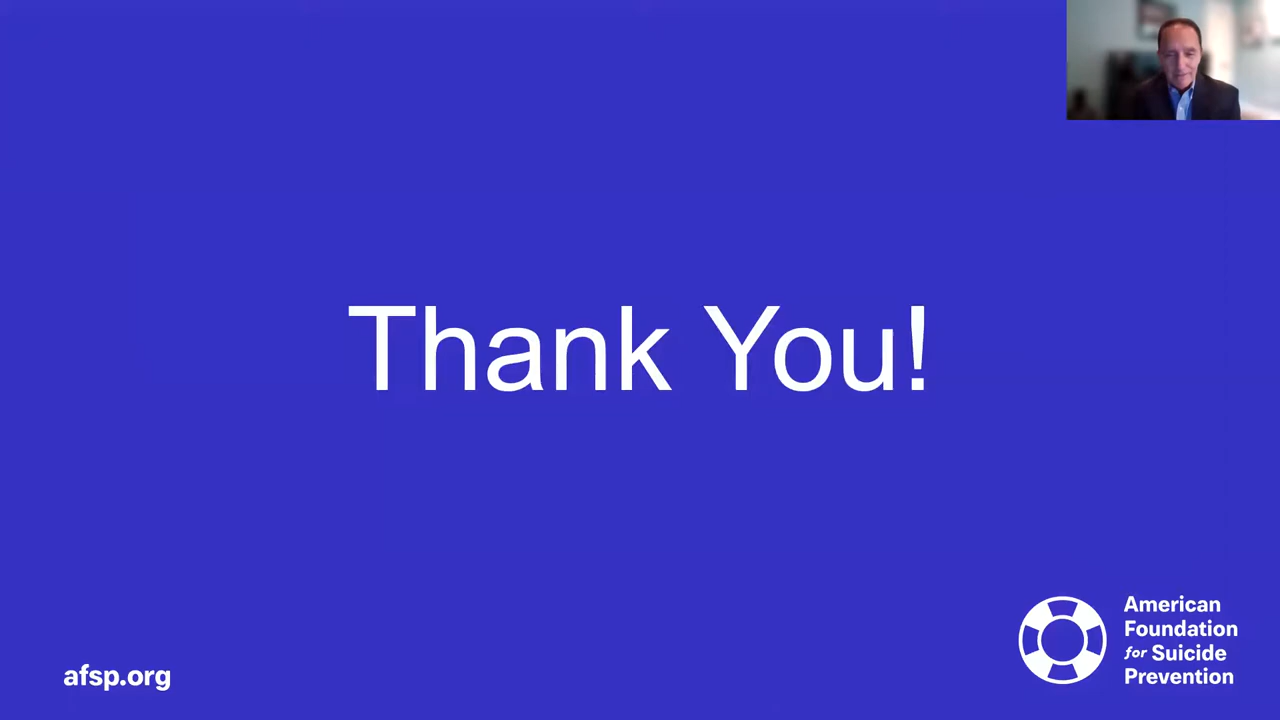 Thank You!
American
Foundation
for Suicide
Prevention
afsp.org